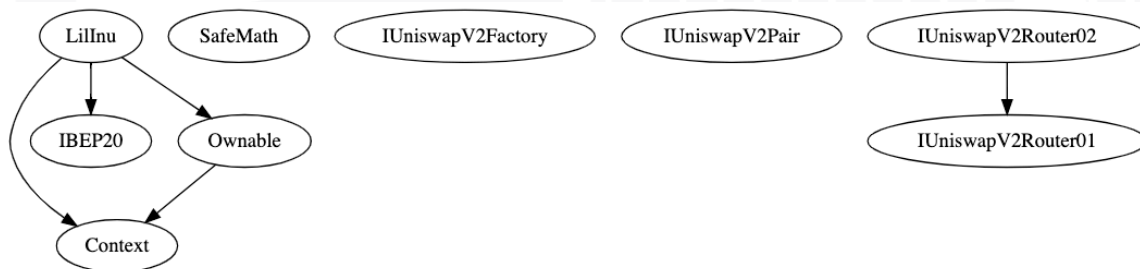 LilInu
SafeMath
IUniswapV2Factory
IUniswapV2Pair
IUniswapV2Router02
IBEP20
Ownable
IUniswapV2Router01
Context